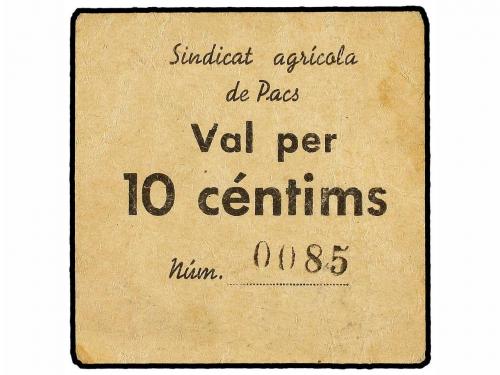 Sindicat agrícola
de Pacs
Val per
10 céntims
Núm. 0085